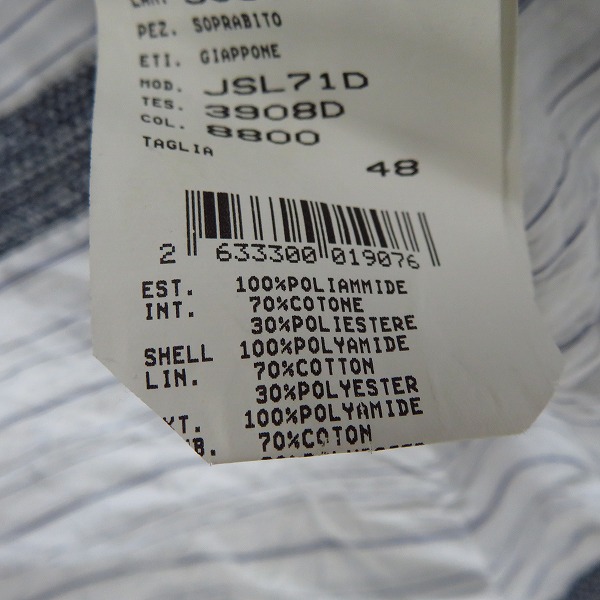 PEZ. SOPRABITO
ETI. GIAPPONE
MOD. JSL71D
TES. 3908D
COL. 8800
TAGLIA 48
2 633300 019076
EST. 100%POLIAMMIDE
INT. 70%COTONE
30%POLIESTERE
SHELL 100%POLYAMIDE
LIN. 70%COTTON
30%POLYESTER
100%POLYAMIDE
70%COTON